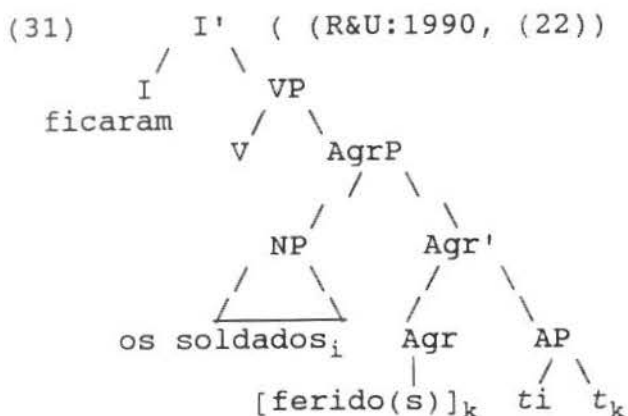 (31) I' ( (R&U:1990, (22))
I VP
ficaram
V AgrP
NP Agr'
os soldados_i Agr AP
[ferido(s)]_k ti t_k